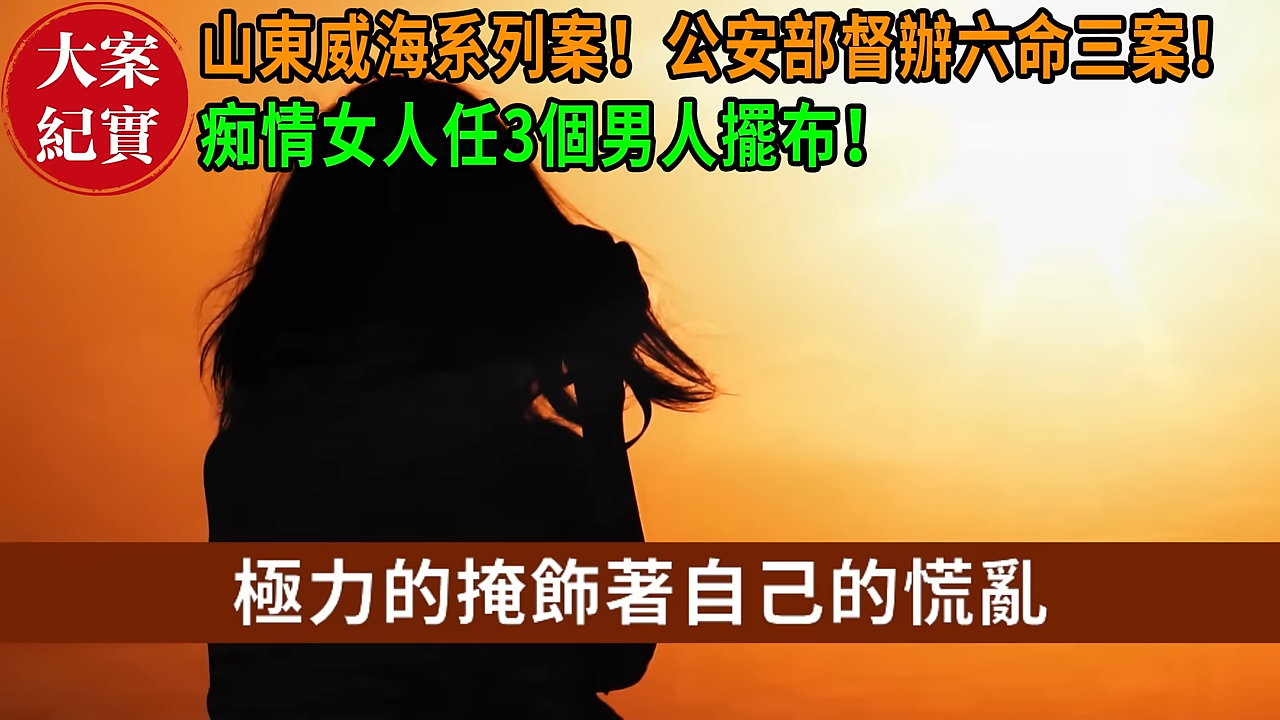 大案
紀實
山東威海系列案！公安部督辦六命三案！
痴情女人任3個男人擺布！
極力的掩飾著自己的慌亂